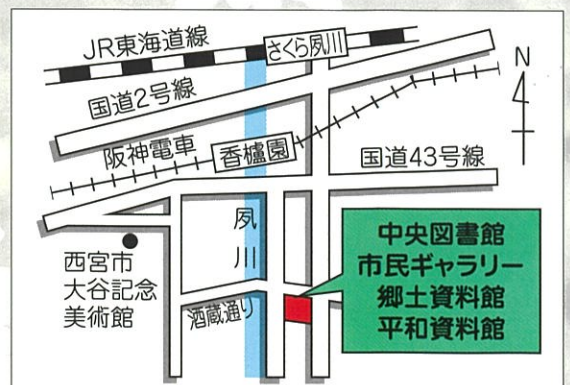 JR東海道線
さくら夙川
N
国道2号線
阪神電車
香櫨園
国道43号線
夙川
西宮市
大谷記念
美術館
酒蔵通り
中央図書館
市民ギャラリー
郷土資料館
平和資料館